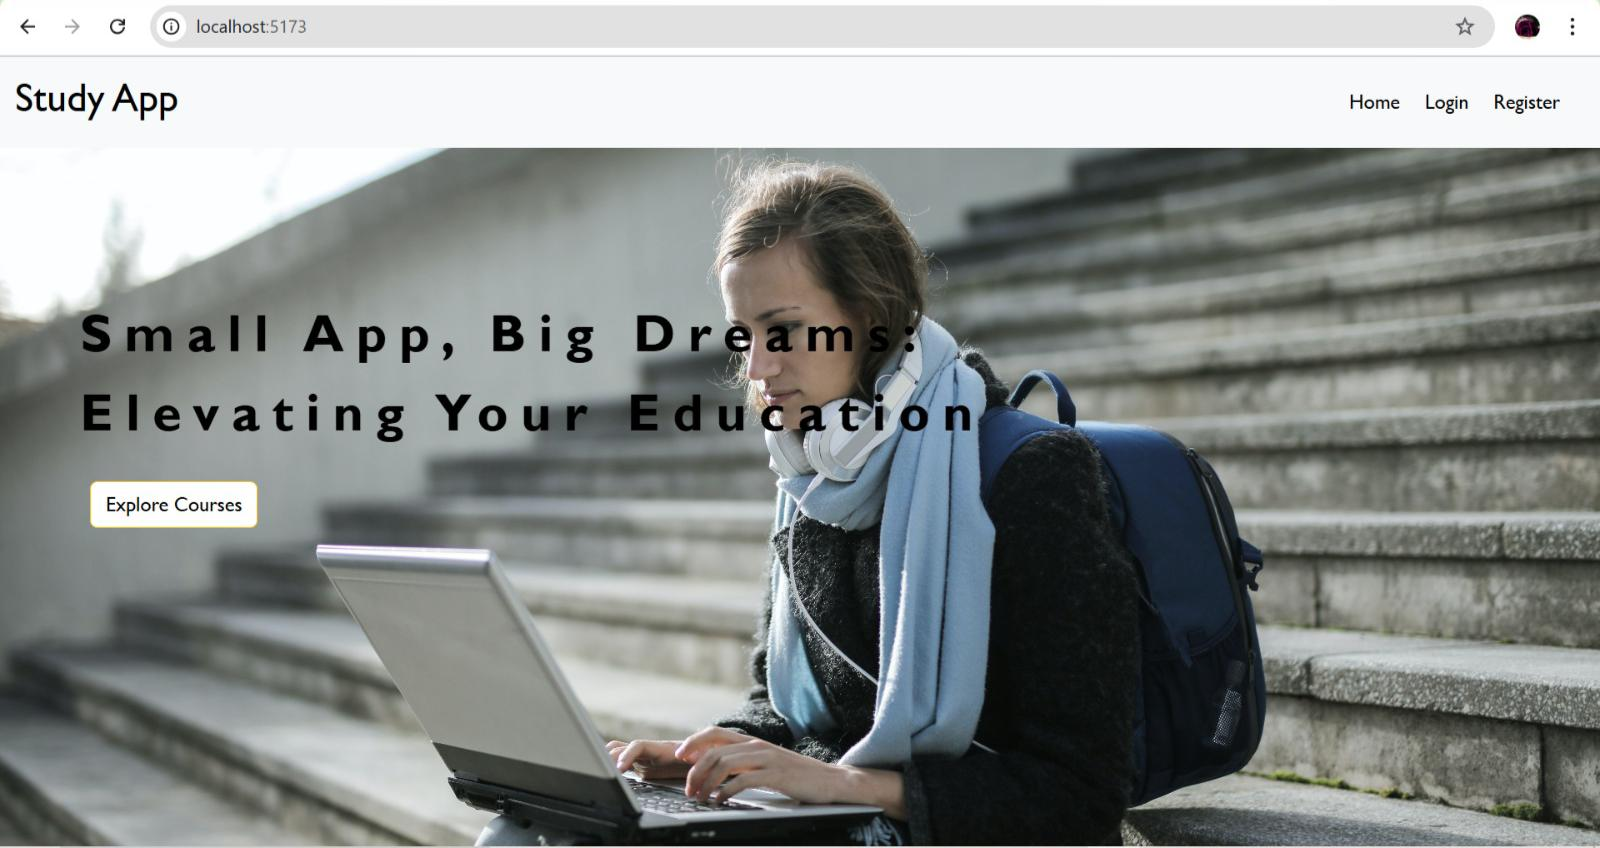 localhost:5173
Study App
Home Login Register
Small App, Big Dreams:
Elevating Your Education
Explore Courses